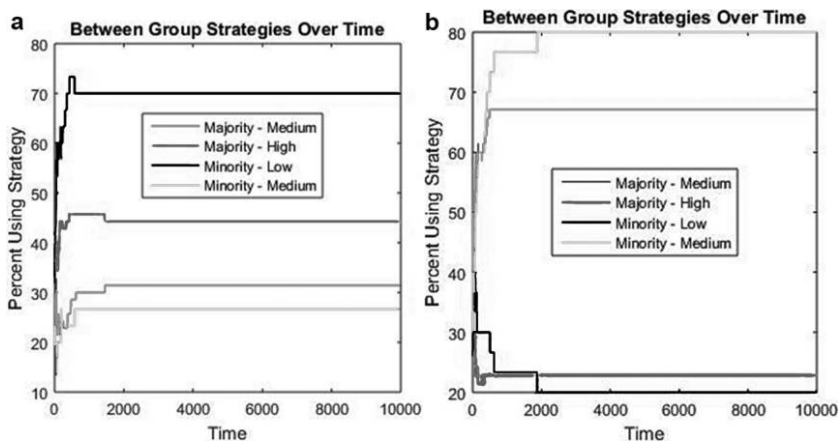 a
Between Group Strategies Over Time
80
70
60
50
40
30
20
10
Percent Using Strategy
Majority - Medium
Majority - High
Minority - Low
Minority - Medium
0
2000
4000
6000
8000
10000
Time
b
Between Group Strategies Over Time
80
70
60
50
40
30
20
Percent Using Strategy
Majority - Medium
Majority - High
Minority - Low
Minority - Medium
0
2000
4000
6000
8000
10000
Time